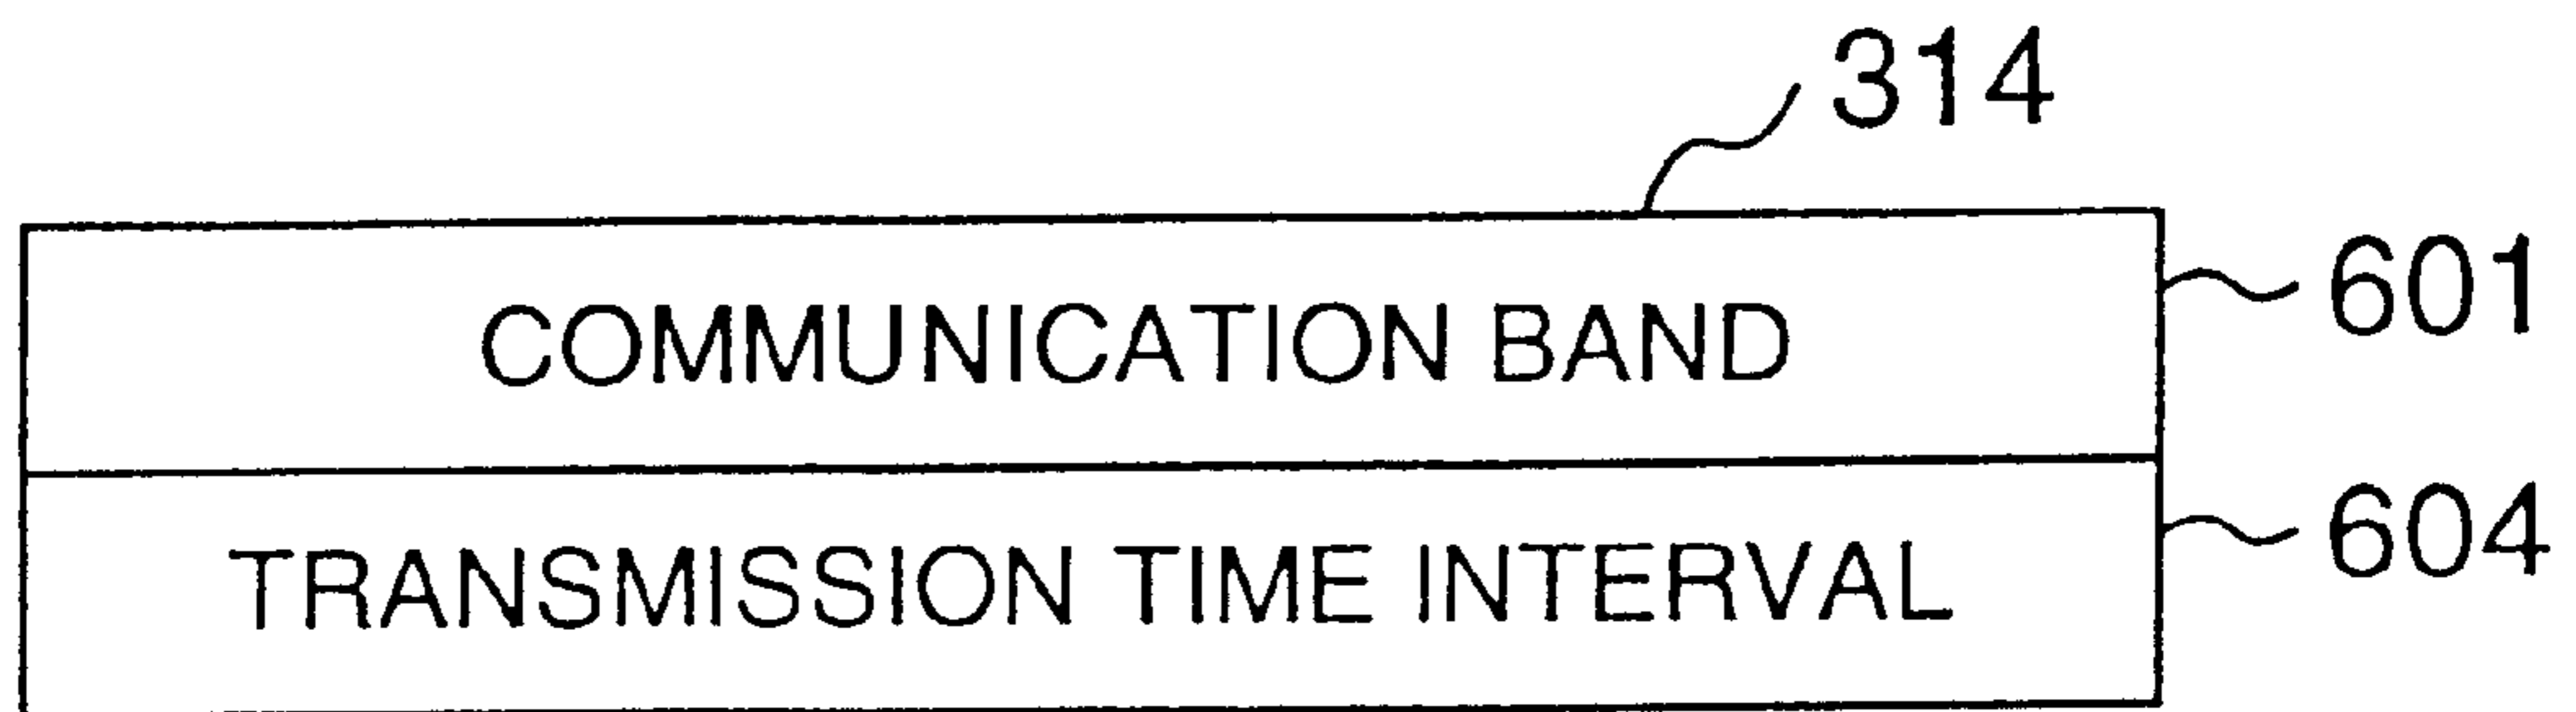 314
COMMUNICATION BAND 601
TRANSMISSION TIME INTERVAL 604